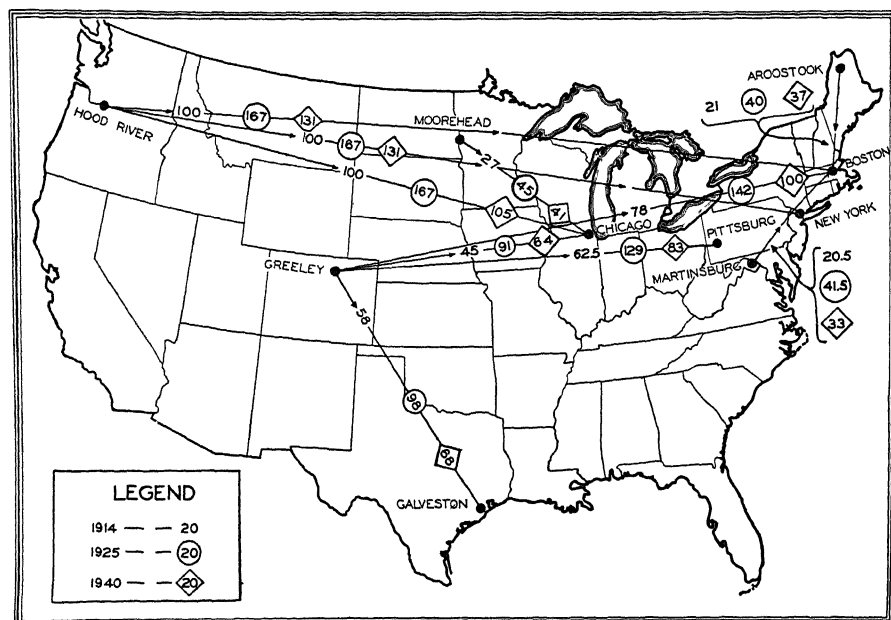 AROOSTOOK
21 40 37
HOOD RIVER
100 167 131
MOOREHEAD
100 167 131
27
45
BOSTON
100
142
100 167 105
78
CHICAGO
PITTSBURG
NEW YORK
GREELEY
45 91 64
62.5 129 83
MARTINSBURG
20.5
41.5
33
58
98
GALVESTON
LEGEND
1914 — — 20
1925 — — 20
1940 — — 20